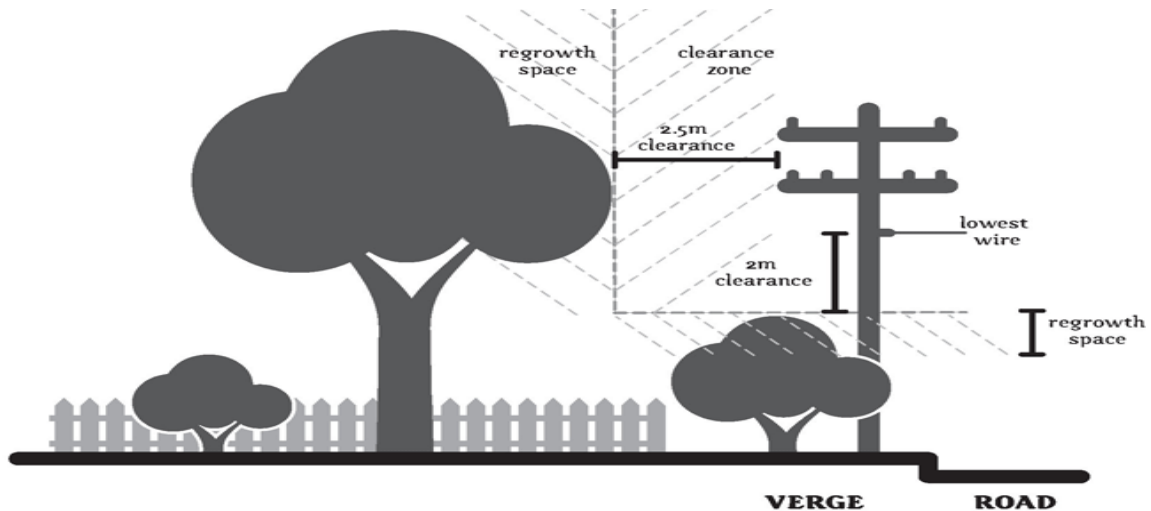 regrowth
space
clearance
zone
2.5m
clearance
lowest
wire
2m
clearance
regrowth
space
VERGE
ROAD